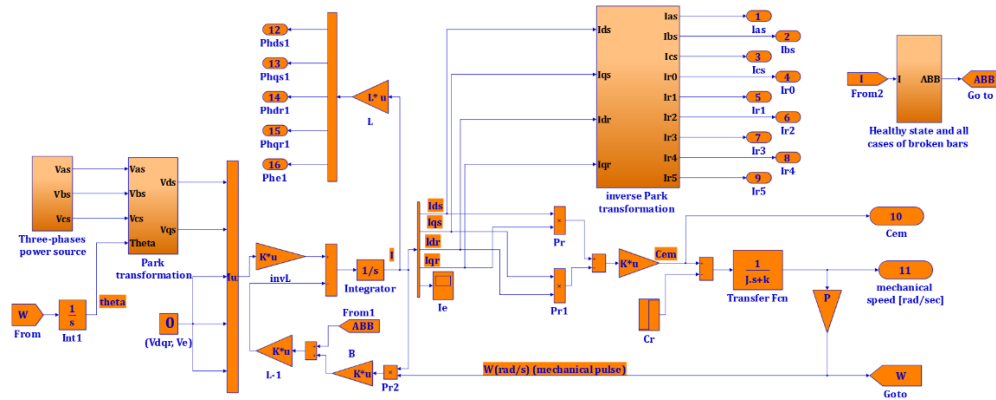 12
Phds1
13
Phqs1
14
Phdr1
15
Phqr1
16
Phe1
L* u
L
Ids
Iqs
Idr
Iqr
Ias
Ibs
Ics
Ir0
Ir1
Ir2
Ir3
Ir4
Ir5
inverse Park
transformation
1
Ias
2
Ibs
3
Ics
4
Ir0
5
Ir1
6
Ir2
7
Ir3
8
Ir4
9
Ir5
I
From2
I
ABB
ABB
Go to
Healthy state and all
cases of broken bars
Vas
Vbs
Vcs
Three-phases
power source
Vas
Vbs
Vcs
Theta
Vds
Vqs
Park
transformation
W
From
1
s
Int1
theta
0
(Vdqr, Ve)
Iu
K*u
invL
1/s
Integrator
I
Ids
Iqs
Idr
Iqr
Ie
×
Pr
×
Pr1
K*u
Cem
10
Cem
Cr
1
J.s+k
Transfer Fcn
11
mechanical
speed [rad/sec]
P
From1
ABB
K*u
L-1
B
K*u
×
Pr2
W(rad/s) (mechanical pulse)
W
Goto